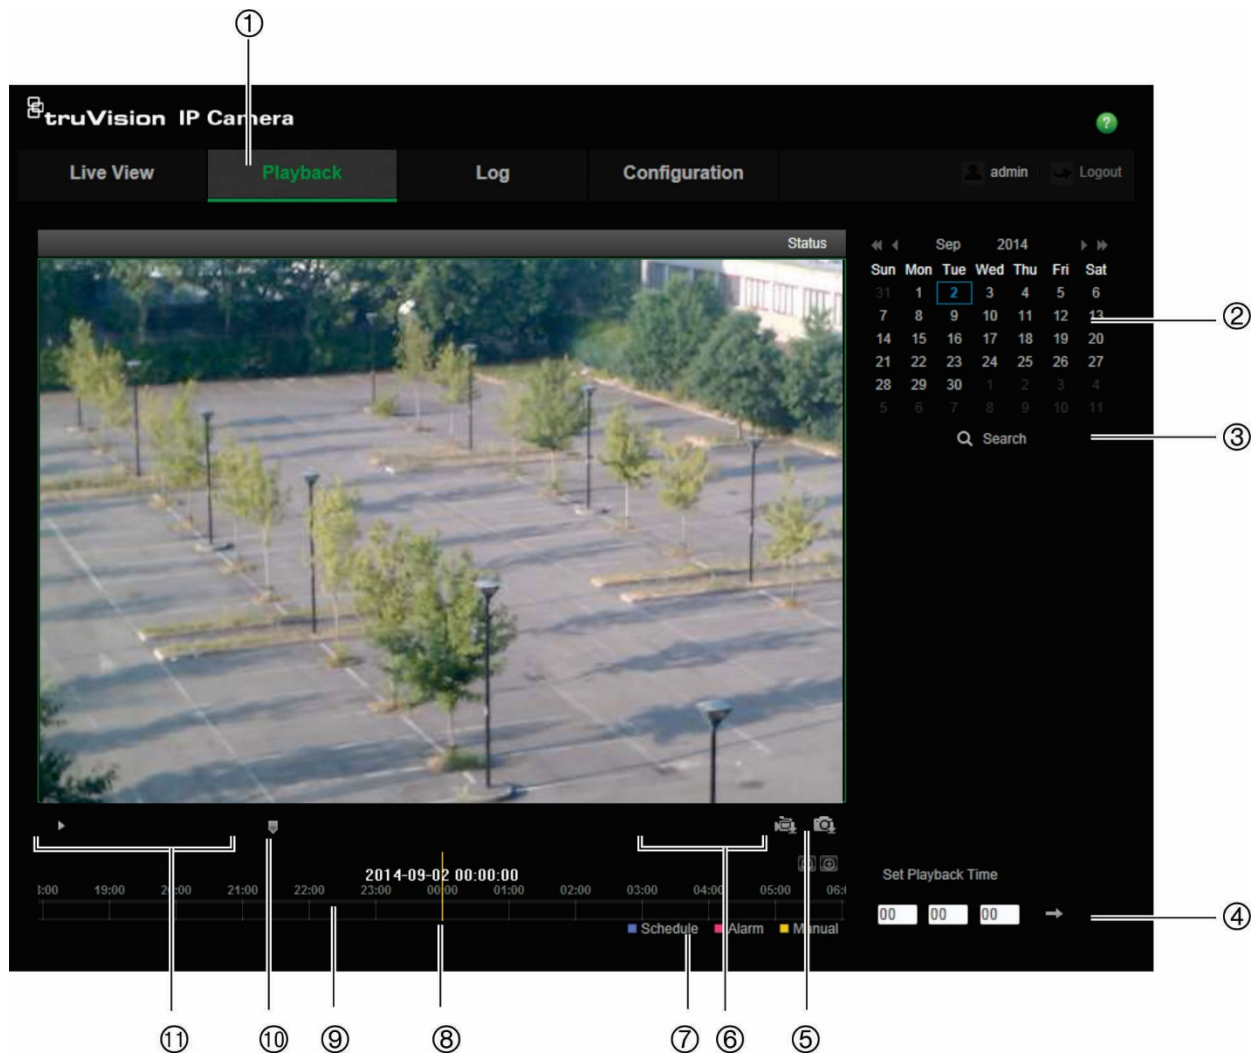 ①
truVision IP Camera
?
Live View Playback Log Configuration admin Logout
Status
Sep 2014
Sun Mon Tue Wed Thu Fri Sat
31 1 2 3 4 5 6
7 8 9 10 11 12 13
②
14 15 16 17 18 19 20
21 22 23 24 25 26 27
28 29 30 1 2 3 4
5 6 7 8 9 10 11
Search
③
2014-09-02 00:00:00
19:00 20:00 21:00 22:00 23:00 00:00 01:00 02:00 03:00 04:00 05:00
Set Playback Time
00 00 00
④
Schedule Alarm Manual
⑪ ⑩ ⑨ ⑧ ⑦ ⑥ ⑤